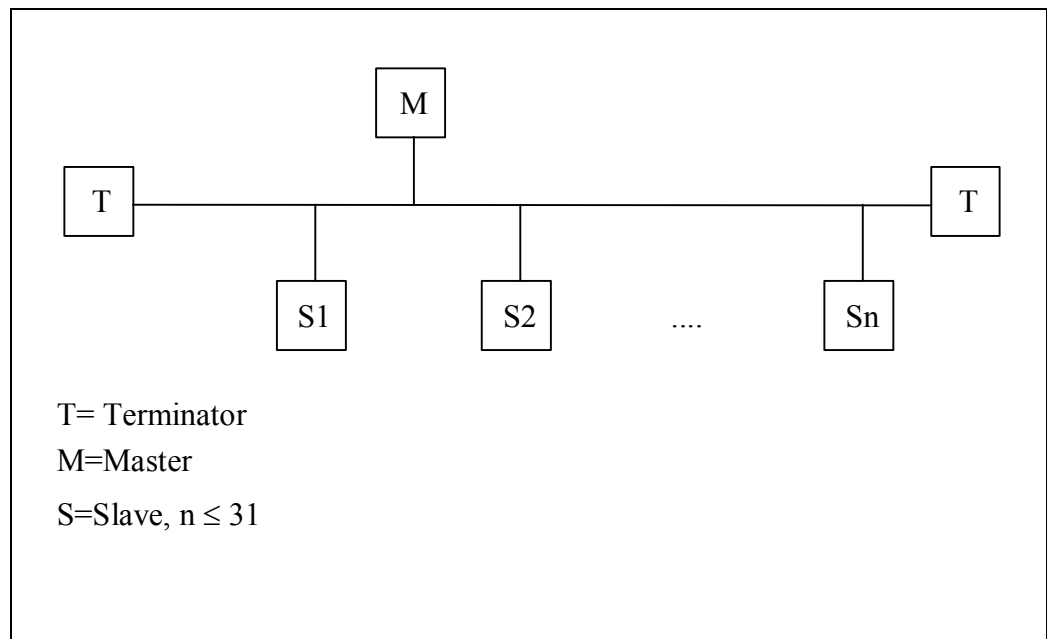 M
T
T
S1
S2
....
Sn
T= Terminator
M=Master
S=Slave, n ≤ 31